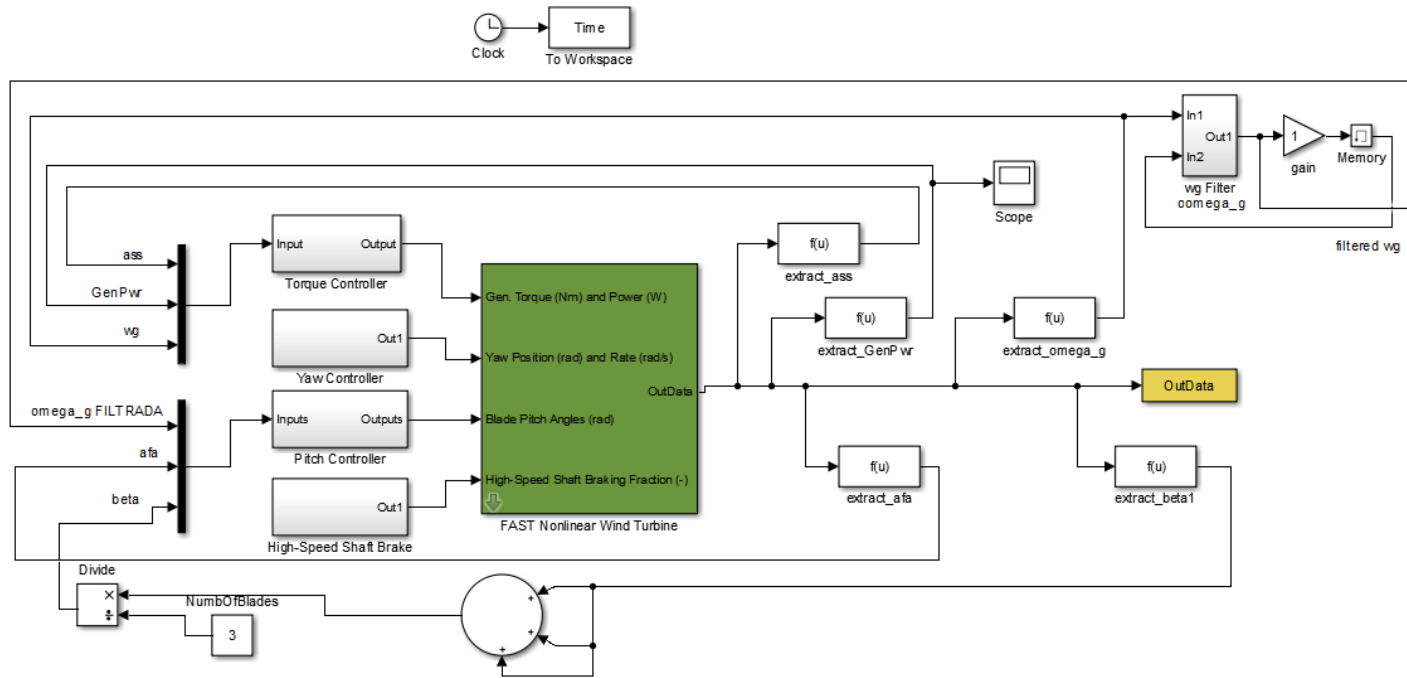 Time
Clock
To Workspace
In1
Out1
In2
wg Filter
oomega_g
1
gain
Memory
filtered wg
Scope
ass
GenPwr
wg
Input
Output
Torque Controller
Out1
Yaw Controller
omega_g FILTRADA
afa
beta
Inputs
Outputs
Pitch Controller
Out1
High-Speed Shaft Brake
Gen. Torque (Nm) and Power (W)
Yaw Position (rad) and Rate (rad/s)
OutData
Blade Pitch Angles (rad)
High-Speed Shaft Braking Fraction (-)
FAST Nonlinear Wind Turbine
f(u)
extract_ass
f(u)
extract_GenPwr
f(u)
extract_omega_g
OutData
f(u)
extract_afa
f(u)
extract_beta1
Divide
×
÷
NumbOfBlades
3
+
+
+